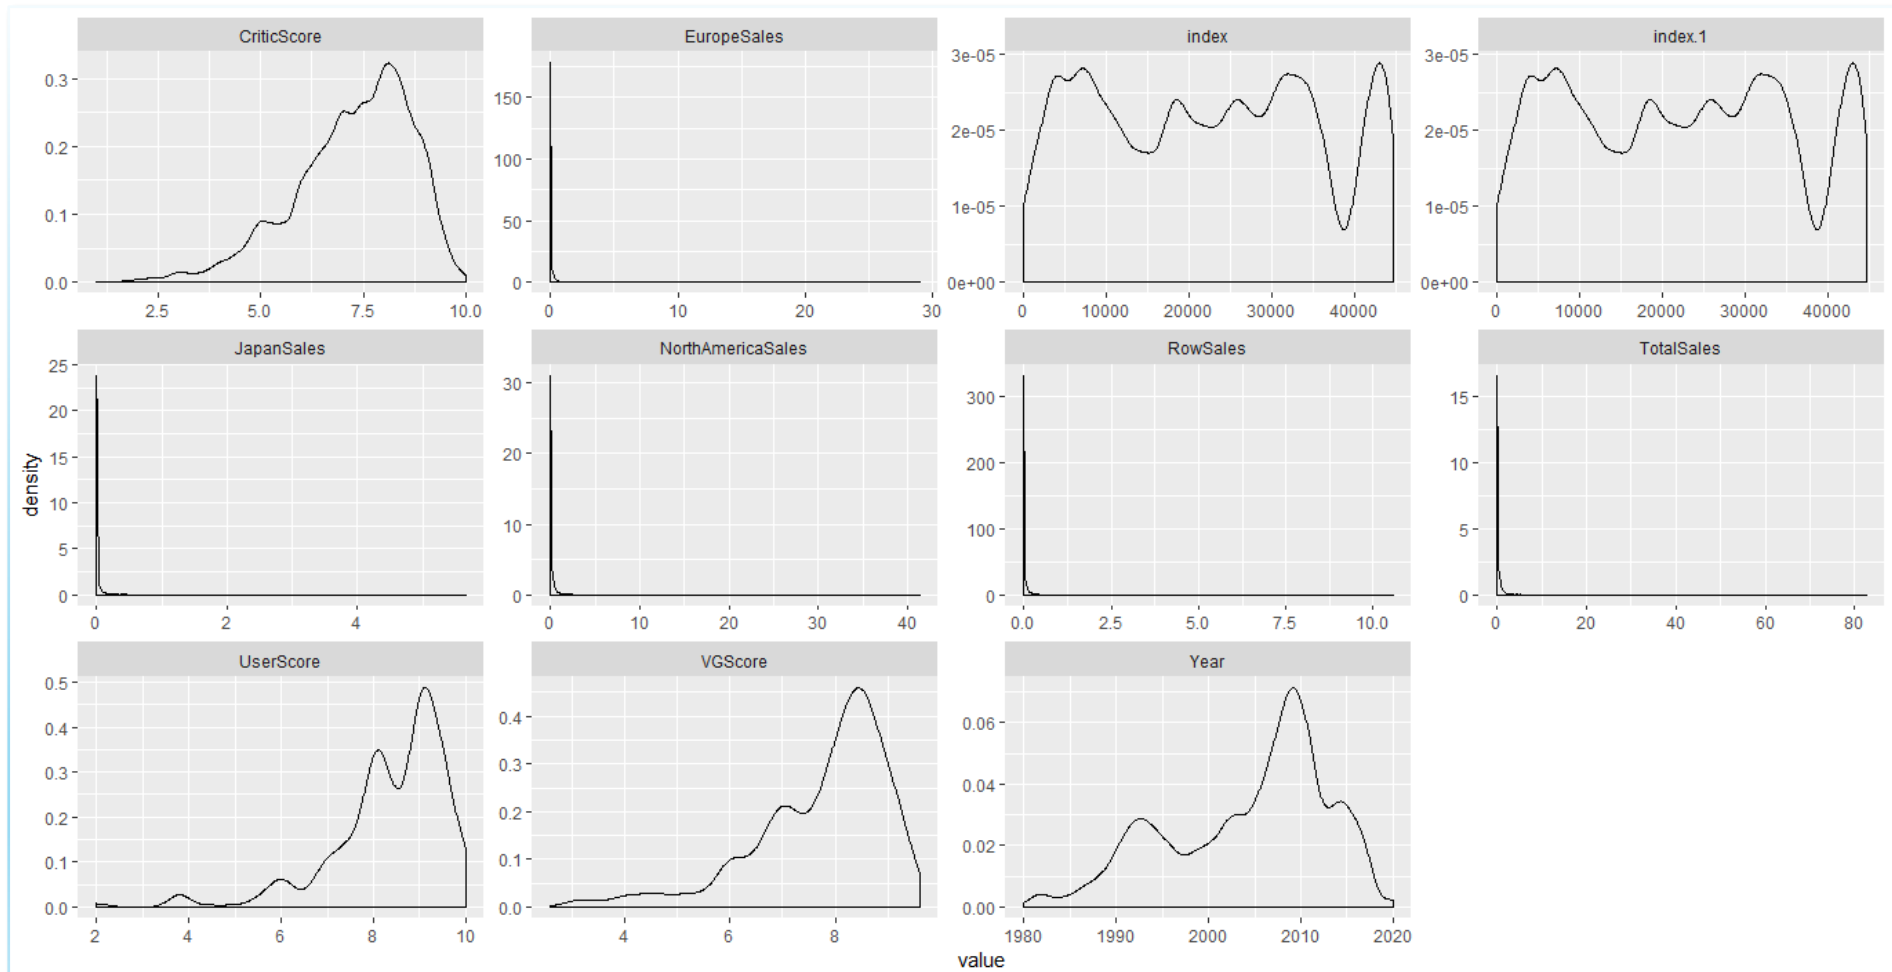 CriticScore
EuropeSales
index
index.1
0.3
0.2
0.1
0.0
2.5 5.0 7.5 10.0
150
100
50
0
0 10 20 30
3e-05
2e-05
1e-05
0e+00
0 10000 20000 30000 40000
3e-05
2e-05
1e-05
0e+00
0 10000 20000 30000 40000
JapanSales
NorthAmericaSales
RowSales
TotalSales
density
25
20
15
10
5
0
0 2 4
30
20
10
0
0 10 20 30 40
300
200
100
0
0.0 2.5 5.0 7.5 10.0
15
10
5
0
0 20 40 60 80
UserScore
VGScore
Year
0.5
0.4
0.3
0.2
0.1
0.0
2 4 6 8 10
0.4
0.3
0.2
0.1
0.0
4 6 8
0.06
0.04
0.02
0.00
1980 1990 2000 2010 2020
value